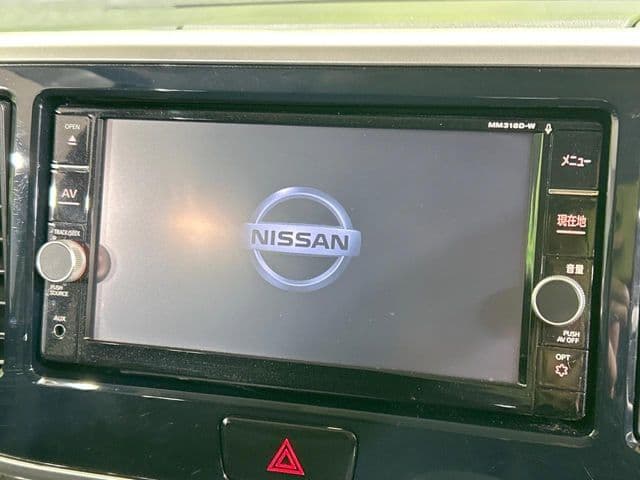 MM316D-W
OPEN
メニュー
AV
現在地
TRACK/SEEK
NISSAN
音量
PUSH
SOURCE
PUSH
AV OFF
AUX
OPT